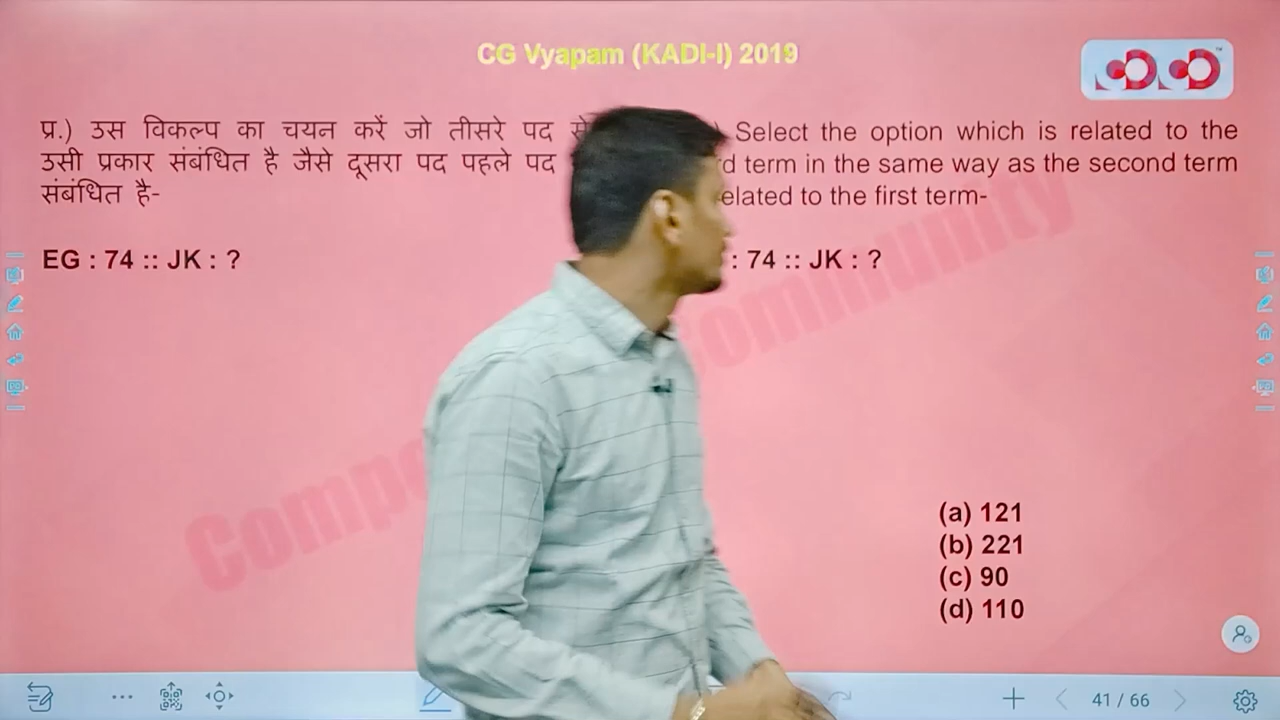 CG Vyapam (KADI-I) 2019
प्र.) उस विकल्प का चयन करें जो तीसरे पद से
उसी प्रकार संबंधित है जैसे दूसरा पद पहले पद
संबंधित है-
EG : 74 :: JK : ?
Select the option which is related to the
term in the same way as the second term
related to the first term-
: 74 :: JK : ?
(a) 121
(b) 221
(c) 90
(d) 110
Community
41 / 66